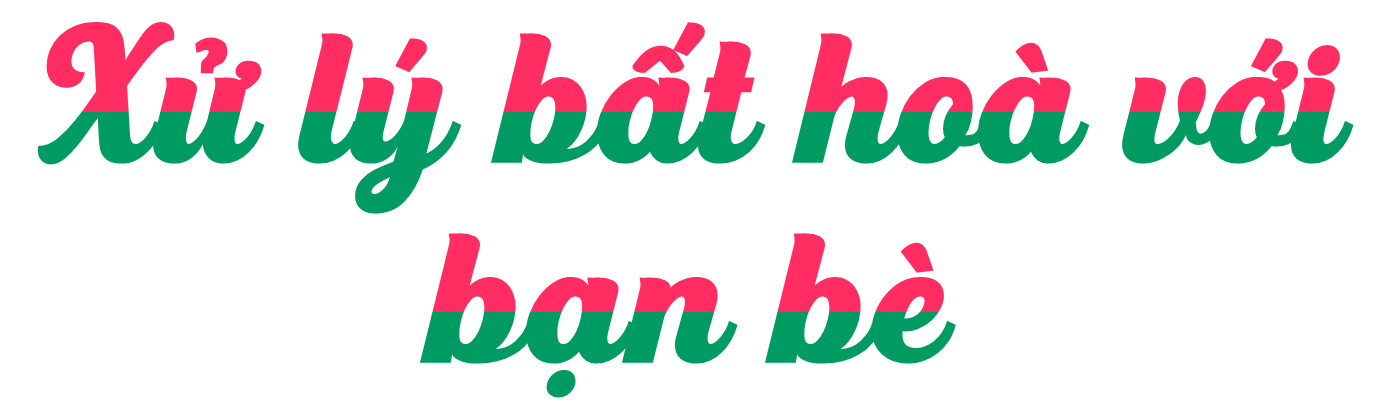 Xử lý bất hoà với
bạn bè